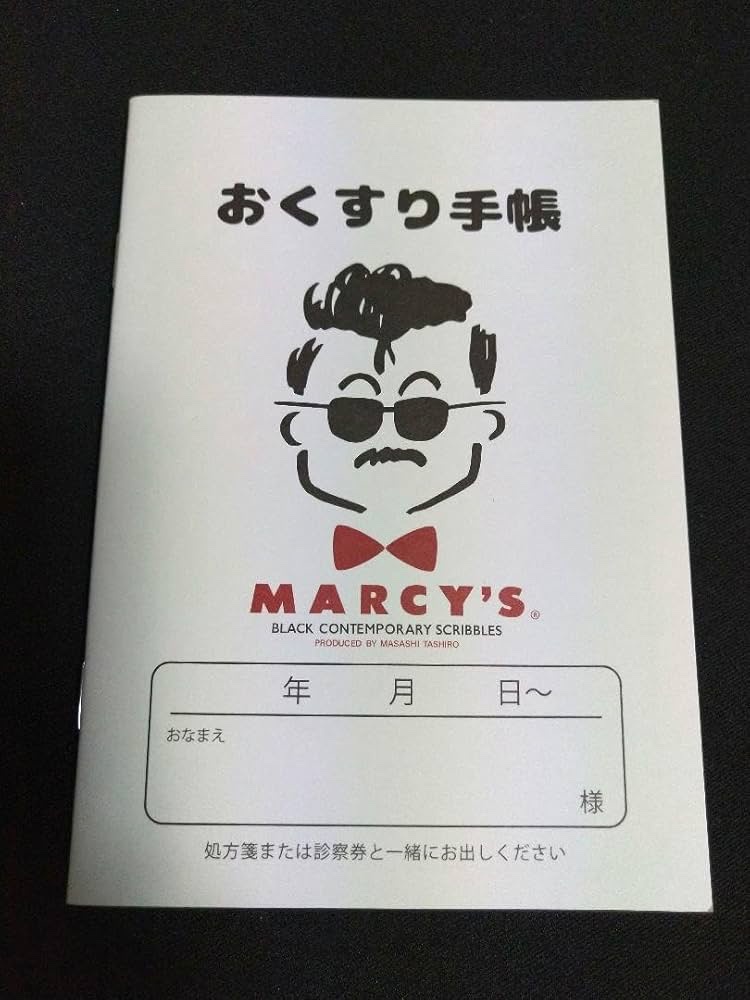 おくすり手帳
MARCY'S®
BLACK CONTEMPORARY SCRIBBLES
PRODUCED BY MASASHI TASHIRO
年 月 日～
おなまえ
様
処方箋または診察券と一緒にお出しください